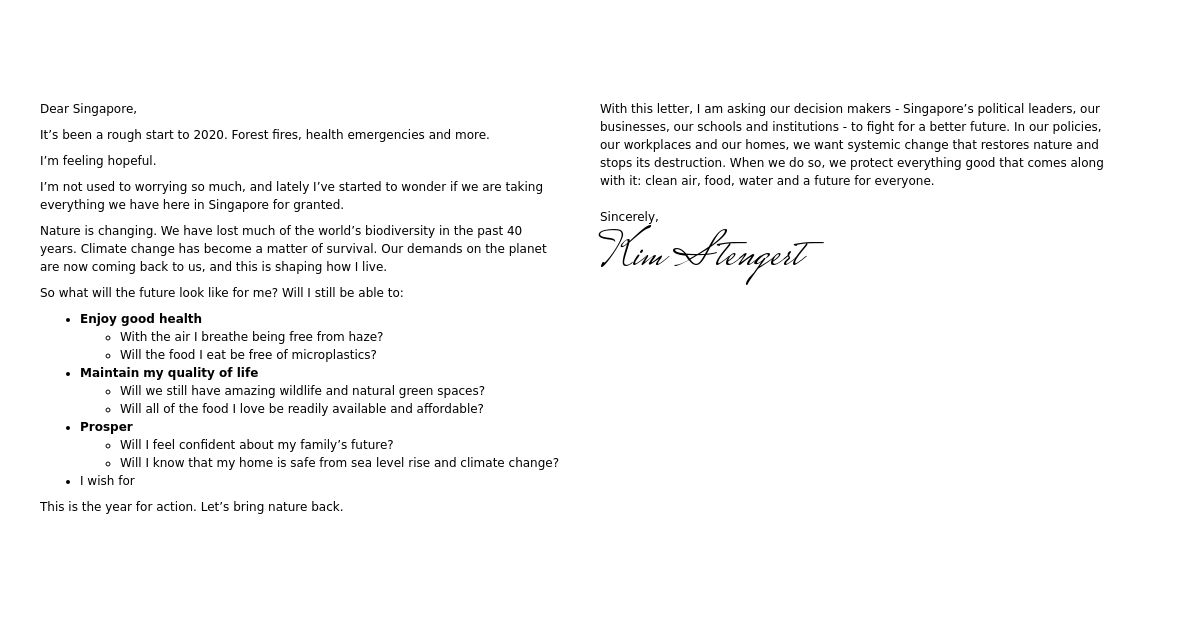 Dear Singapore,
It’s been a rough start to 2020. Forest fires, health emergencies and more.
I’m feeling hopeful.
I’m not used to worrying so much, and lately I’ve started to wonder if we are taking
everything we have here in Singapore for granted.
Nature is changing. We have lost much of the world’s biodiversity in the past 40
years. Climate change has become a matter of survival. Our demands on the planet
are now coming back to us, and this is shaping how I live.
So what will the future look like for me? Will I still be able to:
• Enjoy good health
◦ With the air I breathe being free from haze?
◦ Will the food I eat be free of microplastics?
• Maintain my quality of life
◦ Will we still have amazing wildlife and natural green spaces?
◦ Will all of the food I love be readily available and affordable?
• Prosper
◦ Will I feel confident about my family’s future?
◦ Will I know that my home is safe from sea level rise and climate change?
• I wish for
This is the year for action. Let’s bring nature back.
With this letter, I am asking our decision makers - Singapore’s political leaders, our
businesses, our schools and institutions - to fight for a better future. In our policies,
our workplaces and our homes, we want systemic change that restores nature and
stops its destruction. When we do so, we protect everything good that comes along
with it: clean air, food, water and a future for everyone.
Sincerely,
Kim Stengert